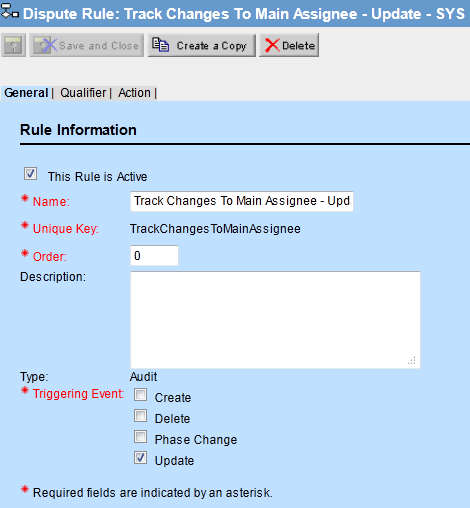 Dispute Rule: Track Changes To Main Assignee - Update - SYS
Save and Close Create a Copy Delete
General | Qualifier | Action |
Rule Information
This Rule is Active
* Name: Track Changes To Main Assignee - Upd
* Unique Key: TrackChangesToMainAssignee
* Order: 0
Description:
Type: Audit
* Triggering Event: Create
Delete
Phase Change
Update
* Required fields are indicated by an asterisk.